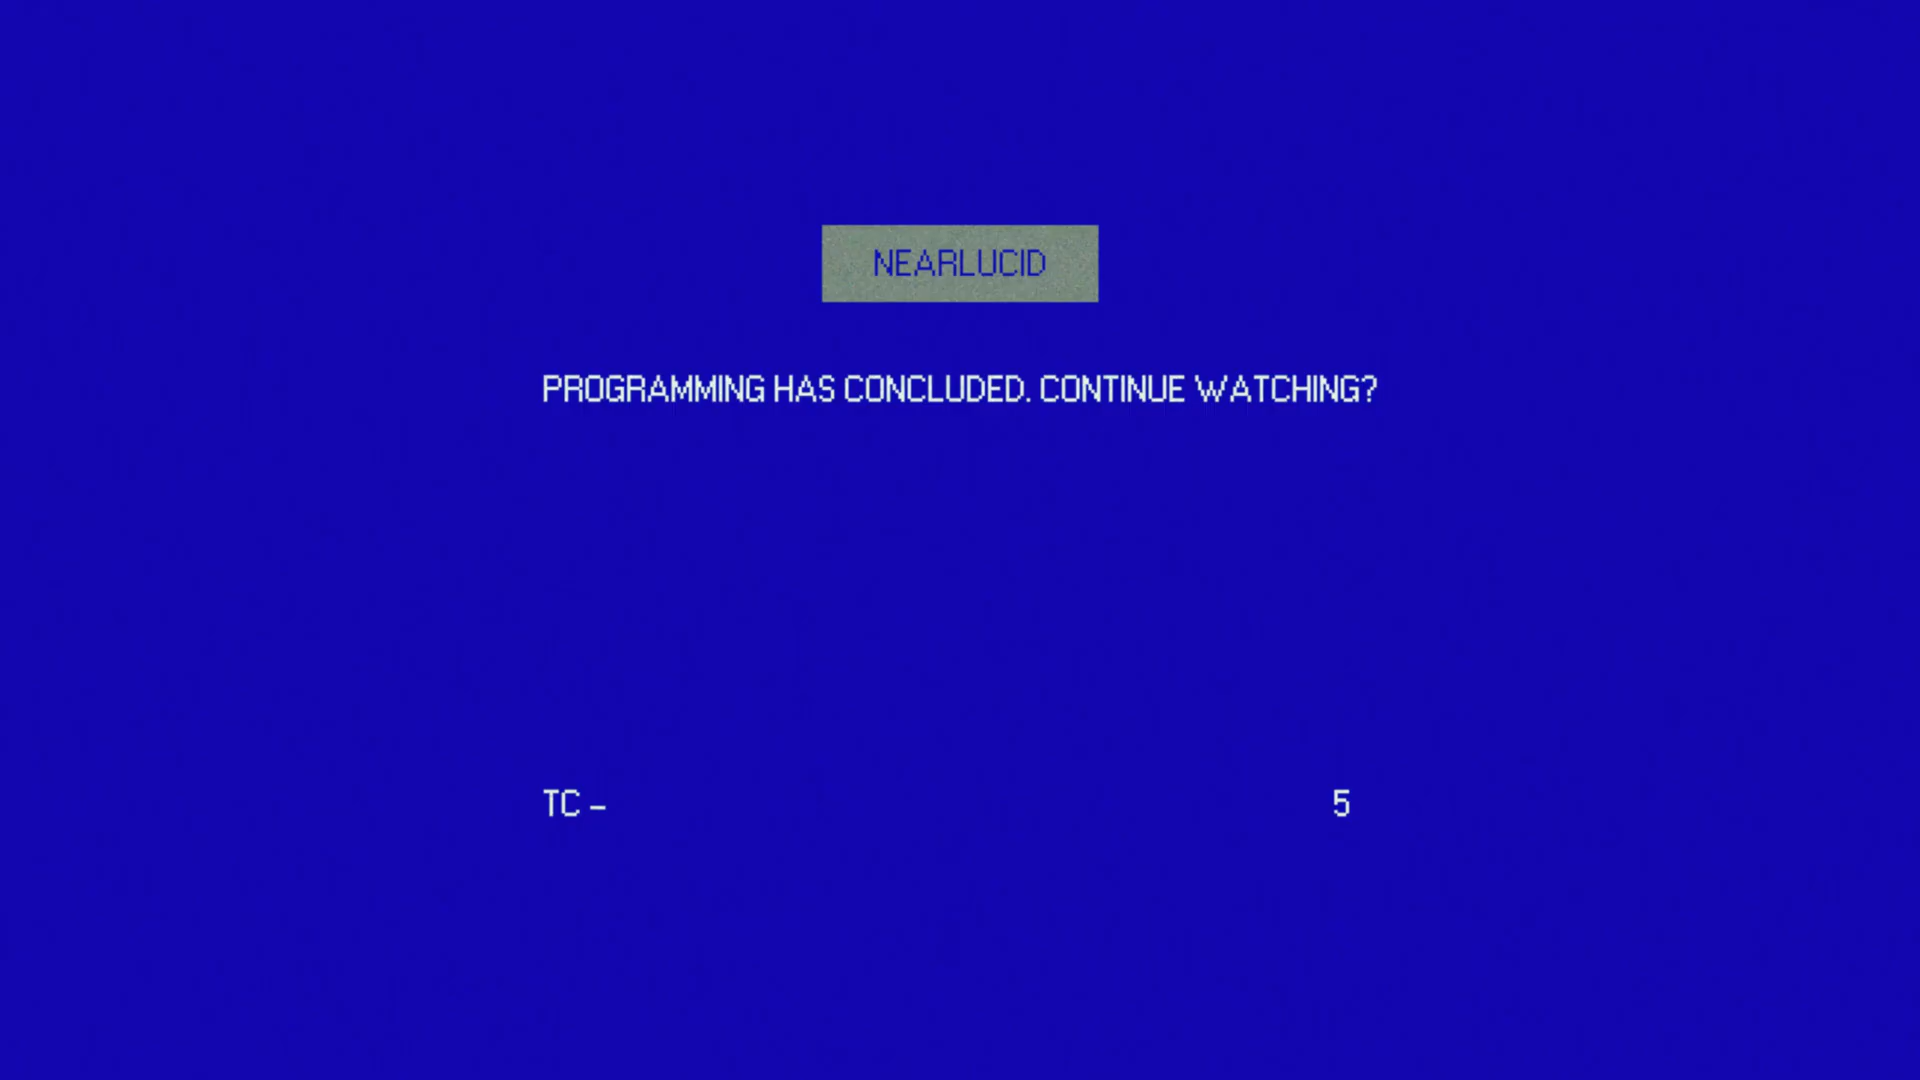 NEARLUCID
PROGRAMMING HAS CONCLUDED. CONTINUE WATCHING?
TC – 5